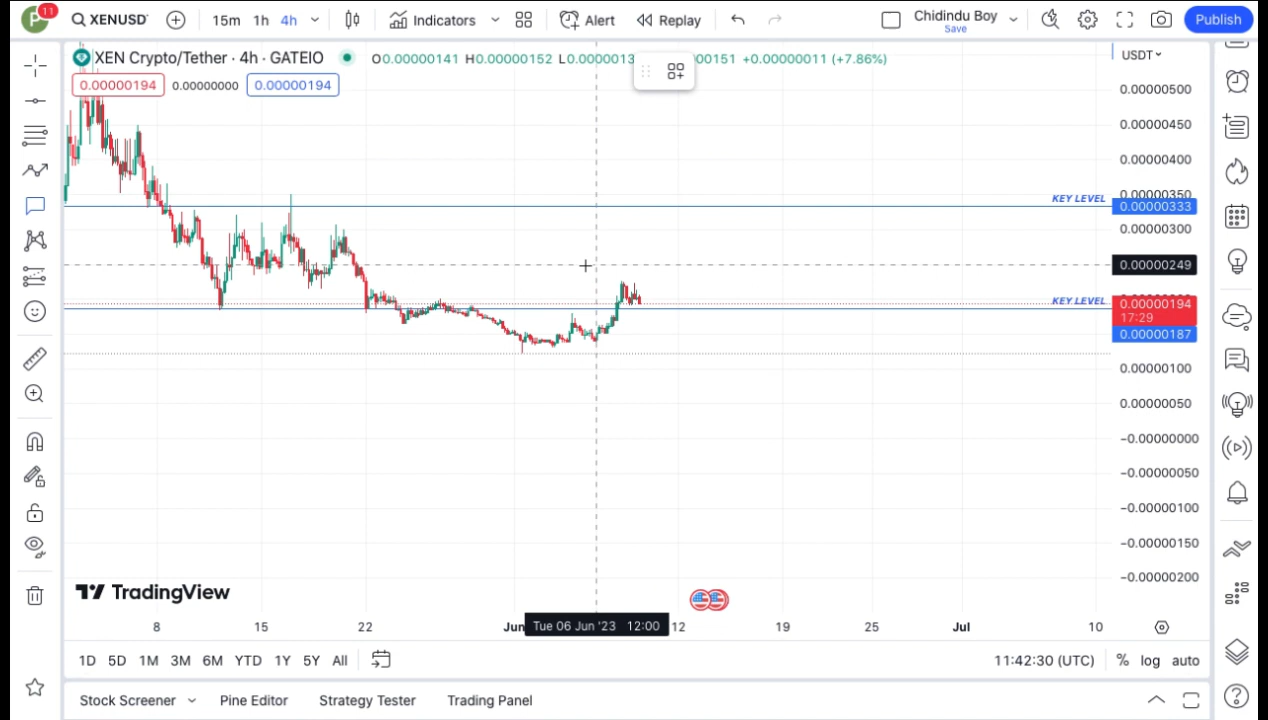 P 11 XENUSD 15m 1h 4h Indicators Alert Replay Chidindu Boy Save Publish
XEN Crypto/Tether · 4h · GATEIO O0.00000141 H0.00000152 +0.00000011 (+7.86%) USDT
0.00000194 0.00000000 0.00000194
0.00000500
0.00000450
0.00000400
0.00000350
KEY LEVEL 0.00000333
0.00000300
0.00000249
KEY LEVEL 0.00000194
17:29
0.00000187
0.00000100
0.00000050
−0.00000000
−0.00000050
−0.00000100
−0.00000150
−0.00000200
TradingView
8 15 22 Jun Tue 06 Jun '23 12:00 12 19 25 Jul 10
1D 5D 1M 3M 6M YTD 1Y 5Y All 11:42:30 (UTC) % log auto
Stock Screener Pine Editor Strategy Tester Trading Panel